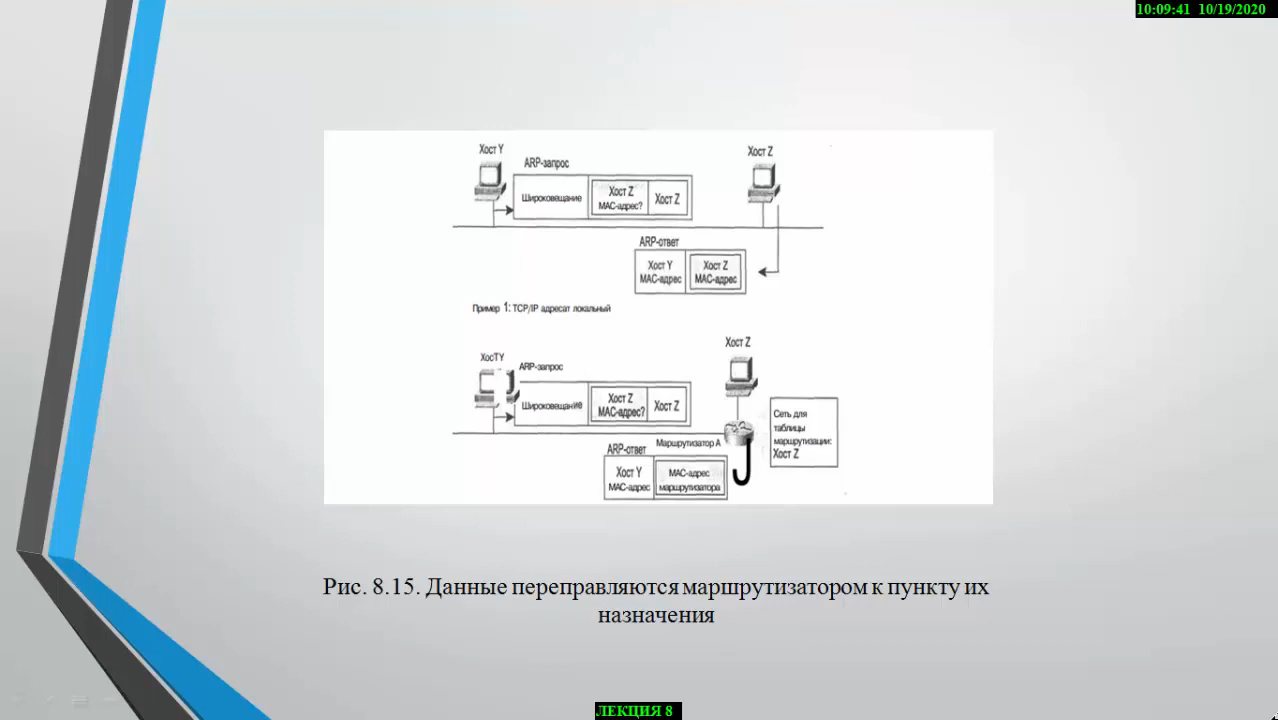 10:09:41 10/19/2020
Хост Y
Хост Z
ARP-запрос
Широковещание
Хост Z
MAC-адрес?
Хост Z
ARP-ответ
Хост Y
MAC-адрес
Хост Z
MAC-адрес
Пример 1: TCP/IP адресат локальный
Хост Z
ХосTY
ARP-запрос
Широковещание
Хост Z
MAC-адрес?
Хост Z
Сеть для
таблицы
маршрутизации:
Хост Z
Маршрутизатор А
ARP-ответ
Хост Y
MAC-адрес
MAC-адрес
маршрутизатора
Рис. 8.15. Данные переправляются маршрутизатором к пункту их
назначения
ЛЕКЦИЯ 8